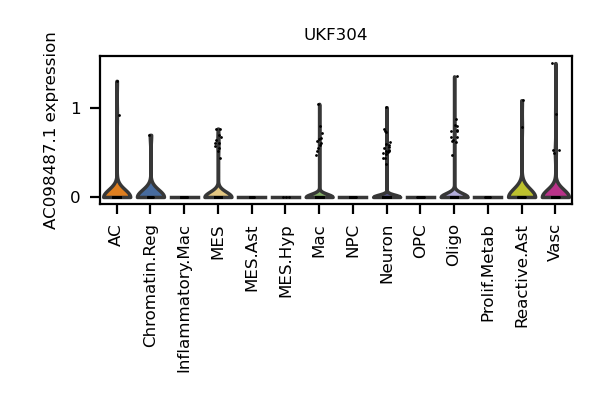 UKF304
AC098487.1 expression
1
0
AC
Chromatin.Reg
Inflammatory.Mac
MES
MES.Ast
MES.Hyp
Mac
NPC
Neuron
OPC
Oligo
Prolif.Metab
Reactive.Ast
Vasc